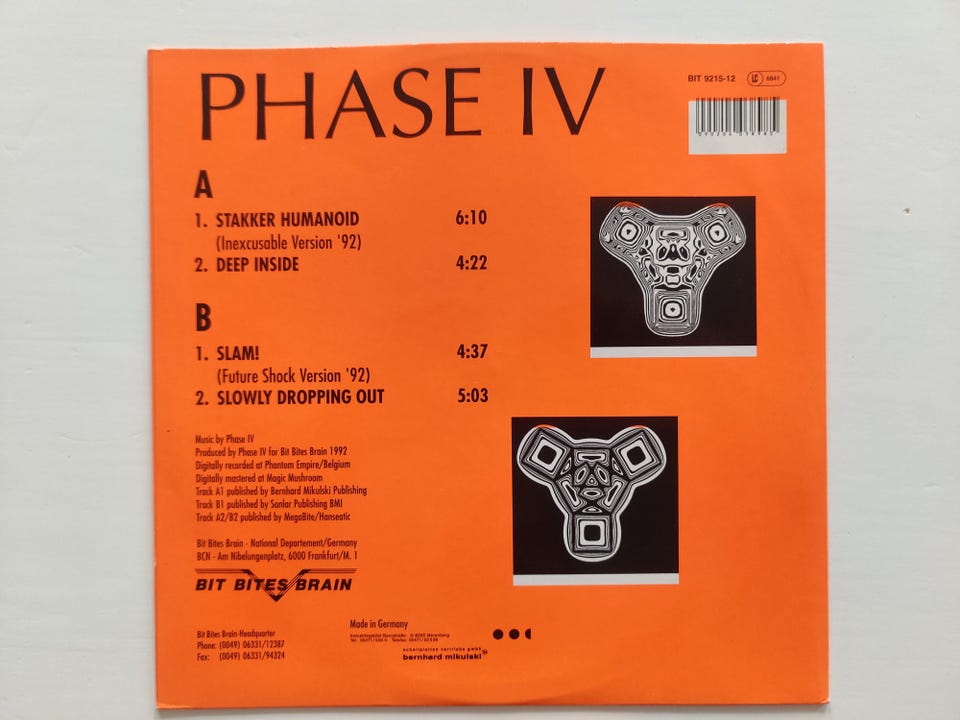 PHASE IV
BIT 9215-12
LC 6841
A
1. STAKKER HUMANOID 6:10
(Inexcusable Version '92)
2. DEEP INSIDE 4:22
B
1. SLAM! 4:37
(Future Shock Version '92)
2. SLOWLY DROPPING OUT 5:03
Music by Phase IV
Produced by Phase IV for Bit Bites Brain 1992
Digitally recorded at Phantom Empire/Belgium
Digitally mastered at Magic Mushroom
Track A1 published by Bernhard Mikulski Publishing
Track B1 published by Sanlar Publishing BMI
Track A2/B2 published by MegaBite/Hanseatic
Bit Bites Brain - National Departement/Germany
BCN - Am Nibelungenplatz, 6000 Frankfurt/M. 1
BIT BITES BRAIN
Bit Bites Brain-Headquarter
Phone: (0049) 06331/12387
Fax: (0049) 06331/94324
Made in Germany
schallplatten vertriebs gmbh
bernhard mikulski